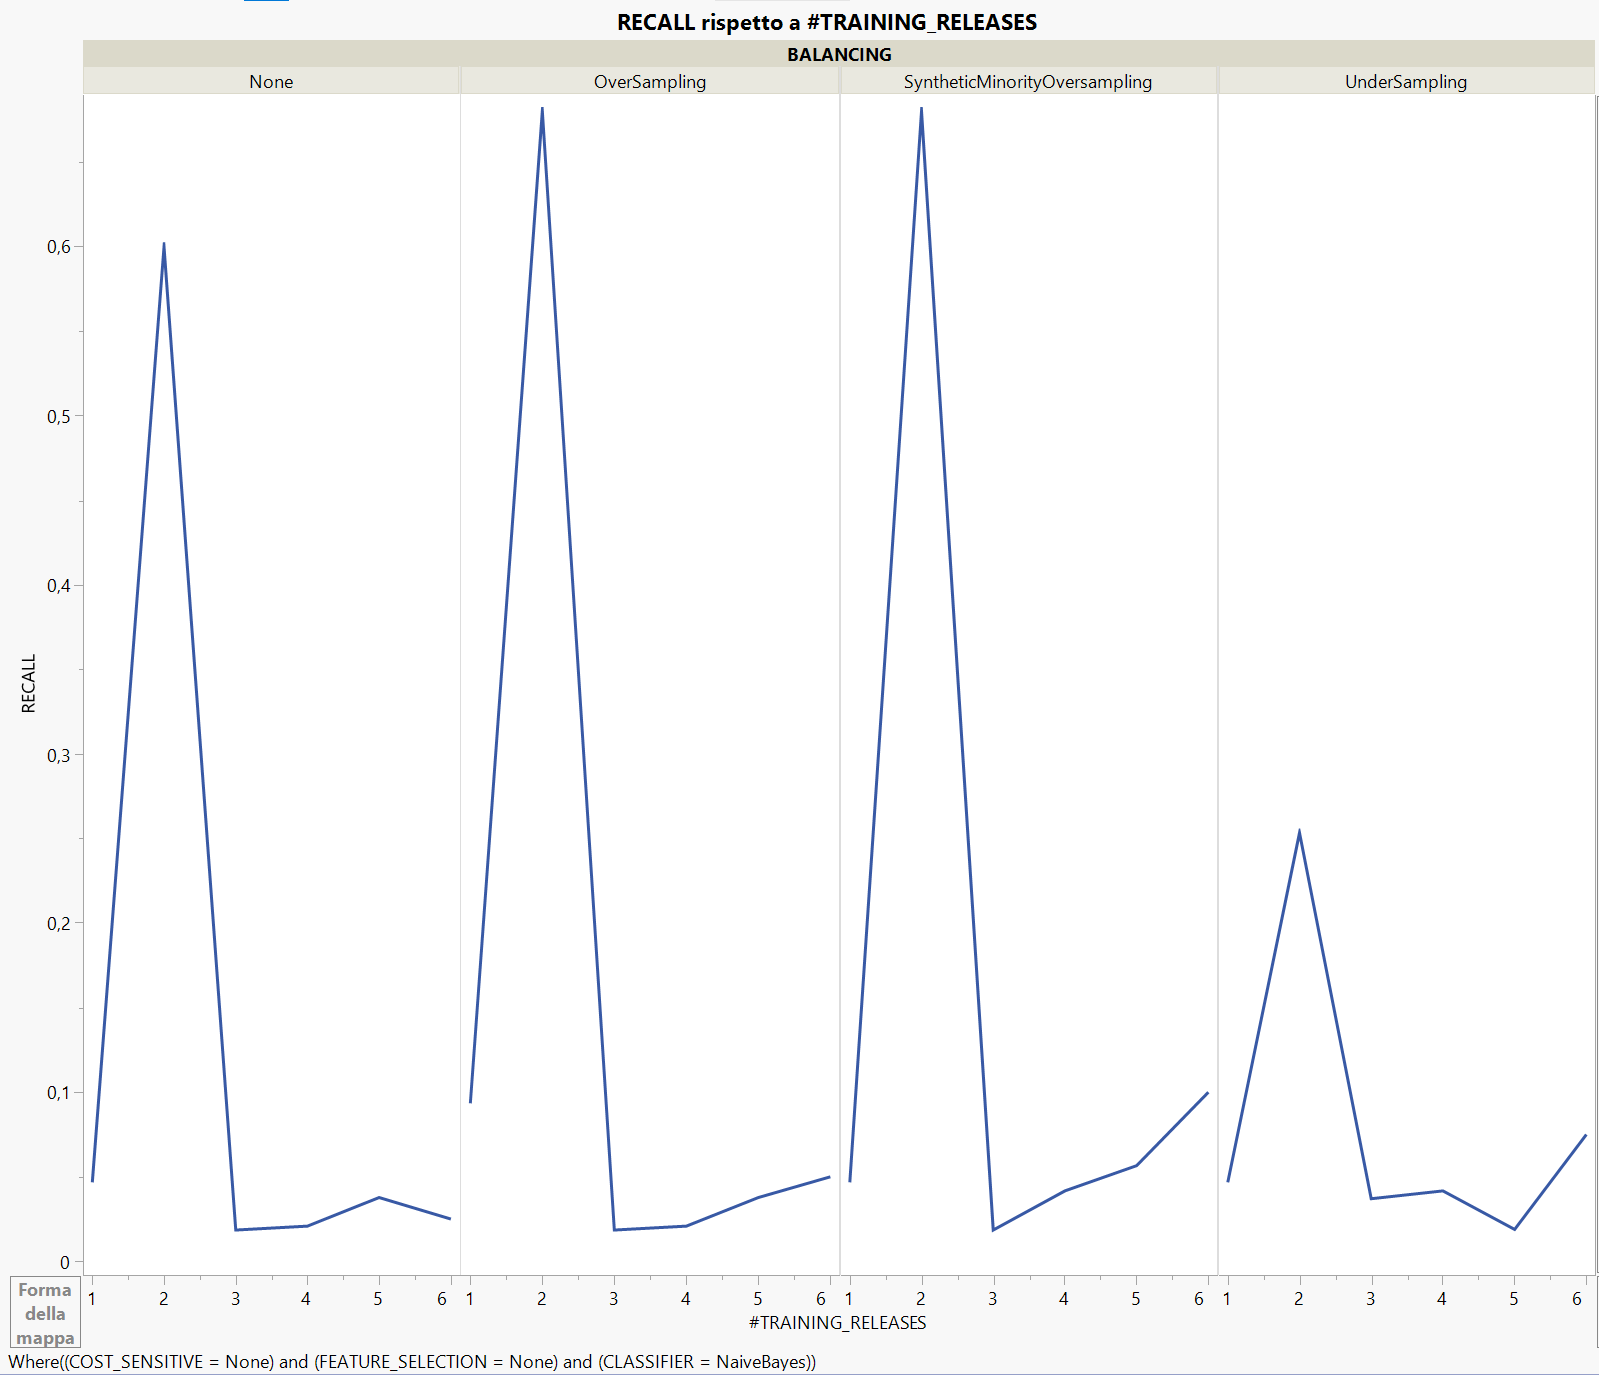 RECALL rispetto a #TRAINING_RELEASES
BALANCING
None OverSampling SyntheticMinorityOversampling UnderSampling
0,6
0,5
0,4
0,3
0,2
0,1
0
RECALL
1 2 3 4 5 6 1 2 3 4 5 6 1 2 3 4 5 6 1 2 3 4 5 6
#TRAINING_RELEASES
Forma
della
mappa
Where((COST_SENSITIVE = None) and (FEATURE_SELECTION = None) and (CLASSIFIER = NaiveBayes))